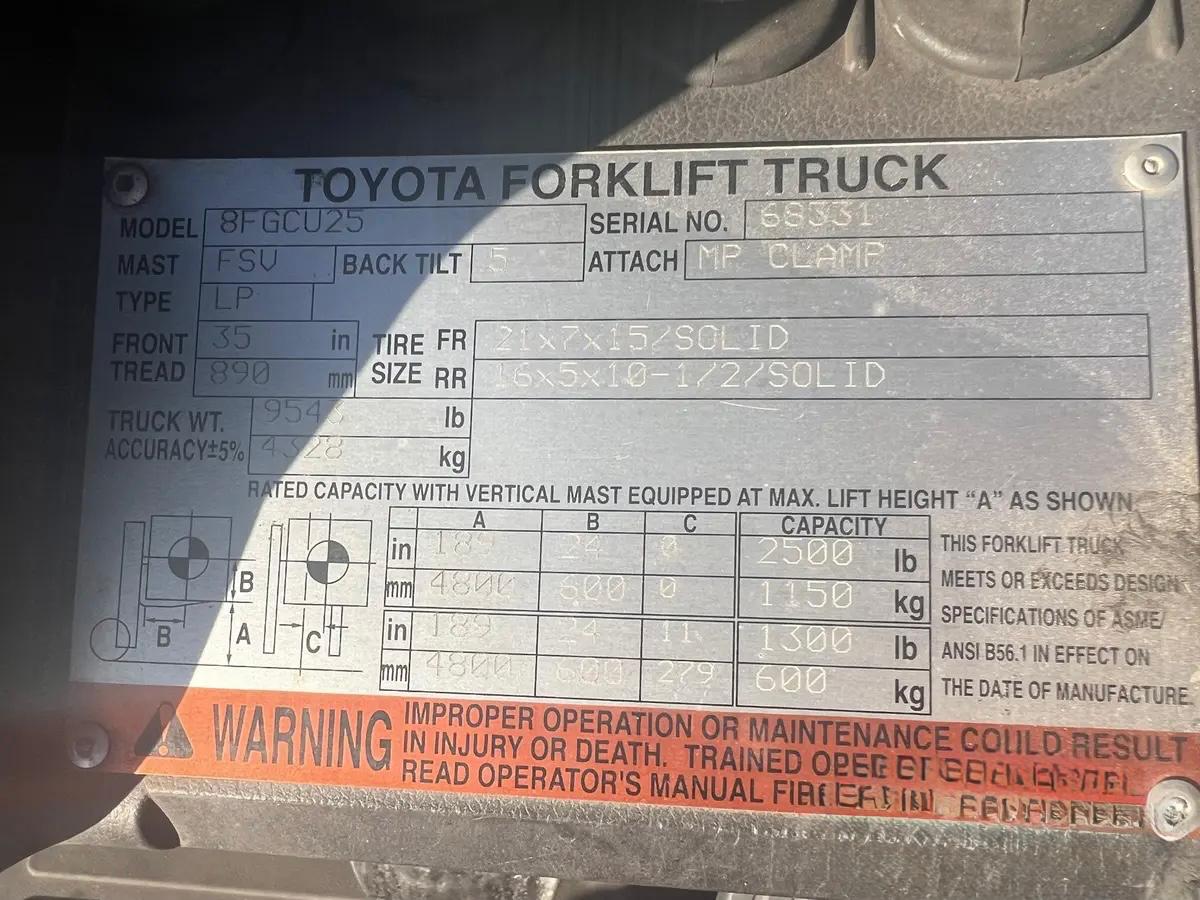 TOYOTA FORKLIFT TRUCK
MODEL 8FGCU25 SERIAL NO. 68331
MAST FSV BACK TILT 5 ATTACH MP CLAMP
TYPE LP
FRONT TREAD 35 in TIRE SIZE FR 21x7x15/SOLID
890 mm RR 16x5x10-1/2/SOLID
TRUCK WT. 9543 lb
ACCURACY±5% 4328 kg
RATED CAPACITY WITH VERTICAL MAST EQUIPPED AT MAX. LIFT HEIGHT “A” AS SHOWN.
A B C CAPACITY
in 189 24 0 2500 lb
mm 4800 600 0 1150 kg
in 189 24 11 1300 lb
mm 4800 600 279 600 kg
B B A C
THIS FORKLIFT TRUCK
MEETS OR EXCEEDS DESIGN
SPECIFICATIONS OF ASME/
ANSI B56.1 IN EFFECT ON
THE DATE OF MANUFACTURE
WARNING
IMPROPER OPERATION OR MAINTENANCE COULD RESULT
IN INJURY OR DEATH. TRAINED
READ OPERATOR'S MANUAL